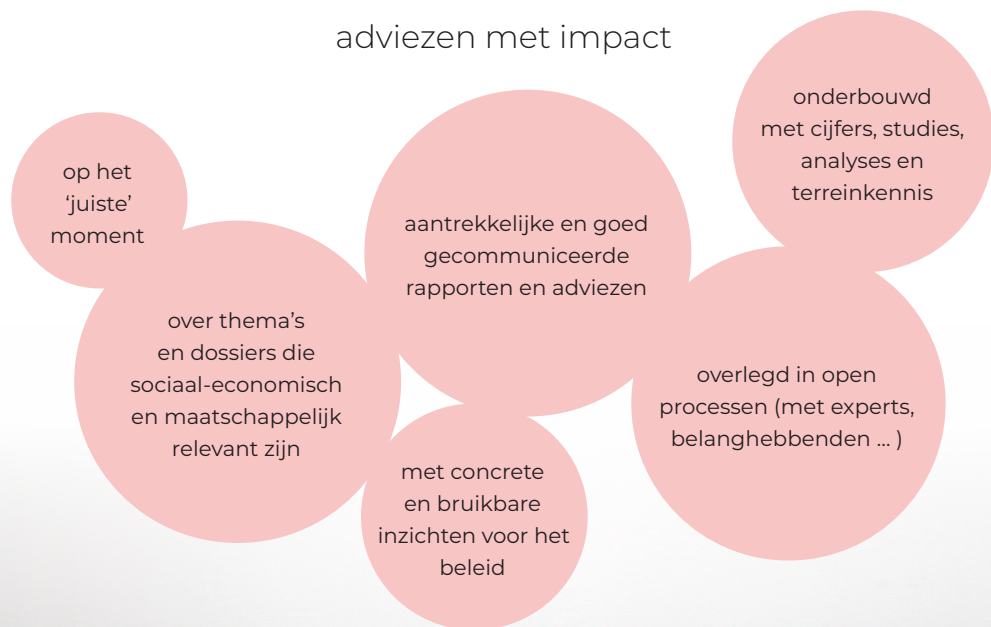 adviezen met impact
op het
‘juiste’
moment
over thema’s
en dossiers die
sociaal-economisch
en maatschappelijk
relevant zijn
aantrekkelijke en goed
gecommuniceerde
rapporten en adviezen
met concrete
en bruikbare
inzichten voor het
beleid
onderbouwd
met cijfers, studies,
analyses en
terreinkennis
overlegd in open
processen (met experts,
belanghebbenden ... )